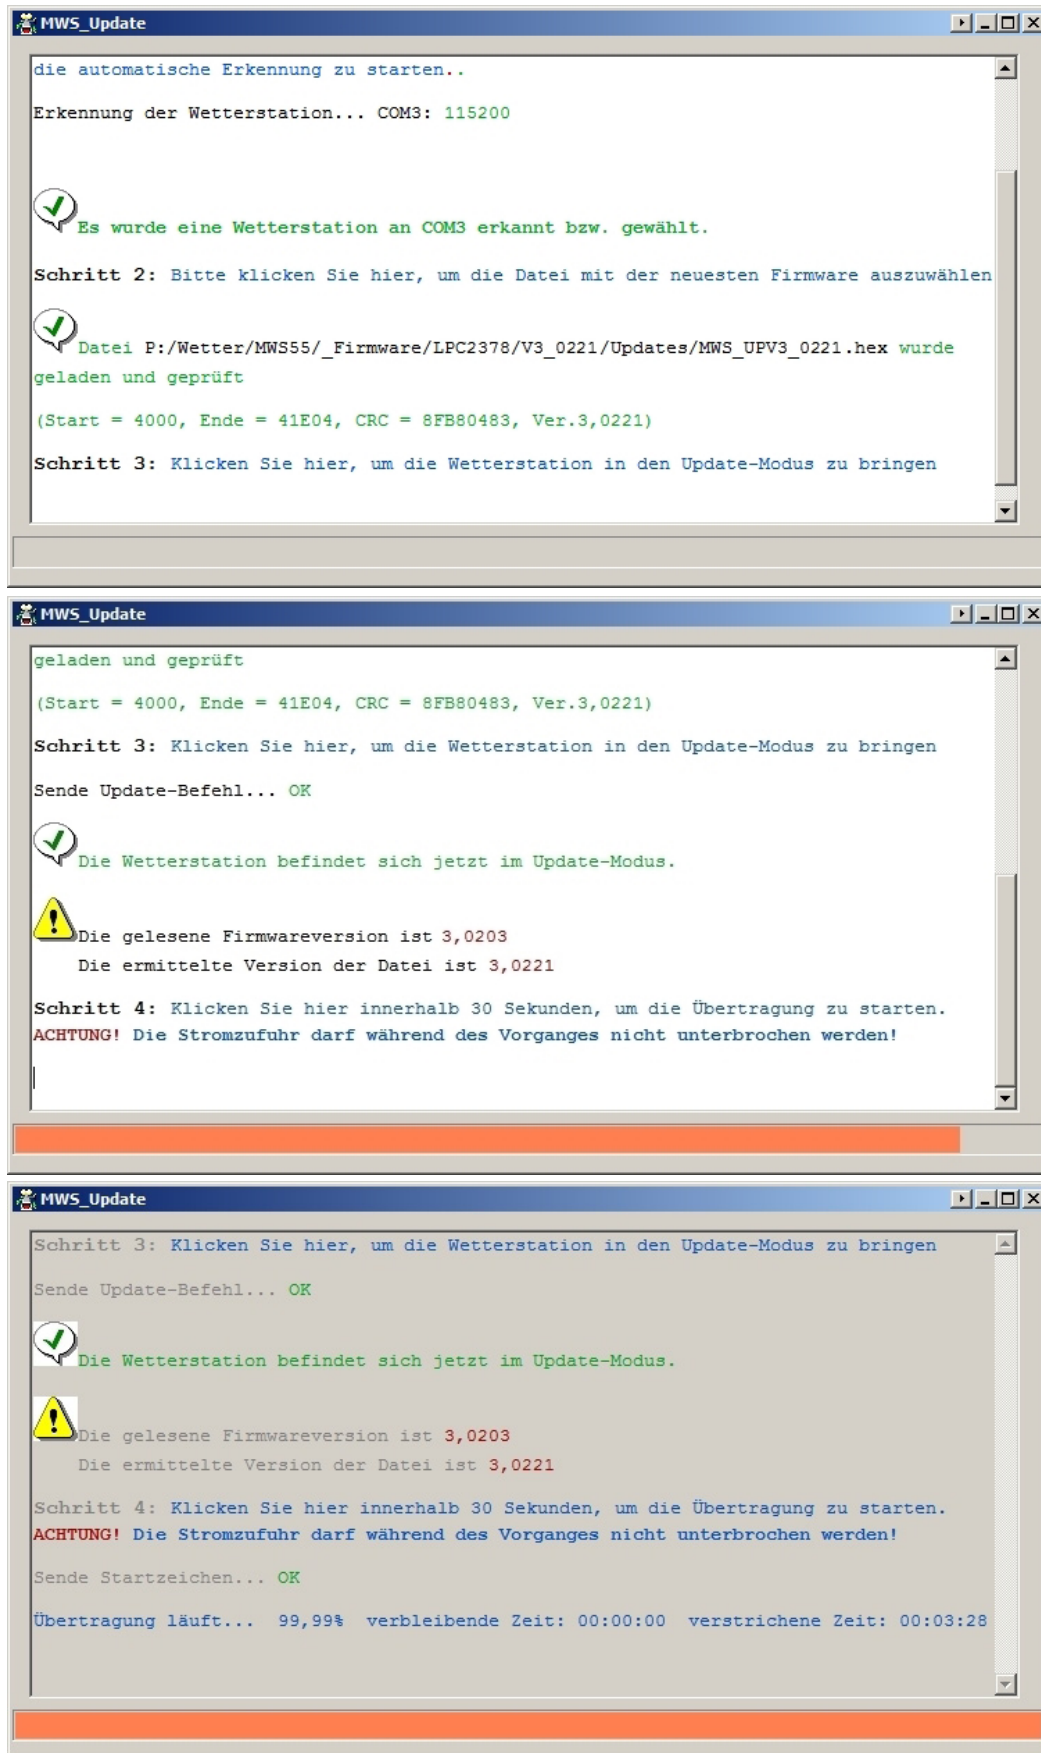 MWS_Update
die automatische Erkennung zu starten..
Erkennung der Wetterstation... COM3: 115200
Es wurde eine Wetterstation an COM3 erkannt bzw. gewählt.
Schritt 2: Bitte klicken Sie hier, um die Datei mit der neuesten Firmware auszuwählen
Datei P:/Wetter/MWS55/_Firmware/LPC2378/V3_0221/Updates/MWS_UPV3_0221.hex wurde
geladen und geprüft
(Start = 4000, Ende = 41E04, CRC = 8FB80483, Ver.3,0221)
Schritt 3: Klicken Sie hier, um die Wetterstation in den Update-Modus zu bringen
MWS_Update
geladen und geprüft
(Start = 4000, Ende = 41E04, CRC = 8FB80483, Ver.3,0221)
Schritt 3: Klicken Sie hier, um die Wetterstation in den Update-Modus zu bringen
Sende Update-Befehl... OK
Die Wetterstation befindet sich jetzt im Update-Modus.
Die gelesene Firmwareversion ist 3,0203
Die ermittelte Version der Datei ist 3,0221
Schritt 4: Klicken Sie hier innerhalb 30 Sekunden, um die Übertragung zu starten.
ACHTUNG! Die Stromzufuhr darf während des Vorganges nicht unterbrochen werden!
MWS_Update
Schritt 3: Klicken Sie hier, um die Wetterstation in den Update-Modus zu bringen
Sende Update-Befehl... OK
Die Wetterstation befindet sich jetzt im Update-Modus.
Die gelesene Firmwareversion ist 3,0203
Die ermittelte Version der Datei ist 3,0221
Schritt 4: Klicken Sie hier innerhalb 30 Sekunden, um die Übertragung zu starten.
ACHTUNG! Die Stromzufuhr darf während des Vorganges nicht unterbrochen werden!
Sende Startzeichen... OK
Übertragung läuft... 99,99% verbleibende Zeit: 00:00:00 verstrichene Zeit: 00:03:28